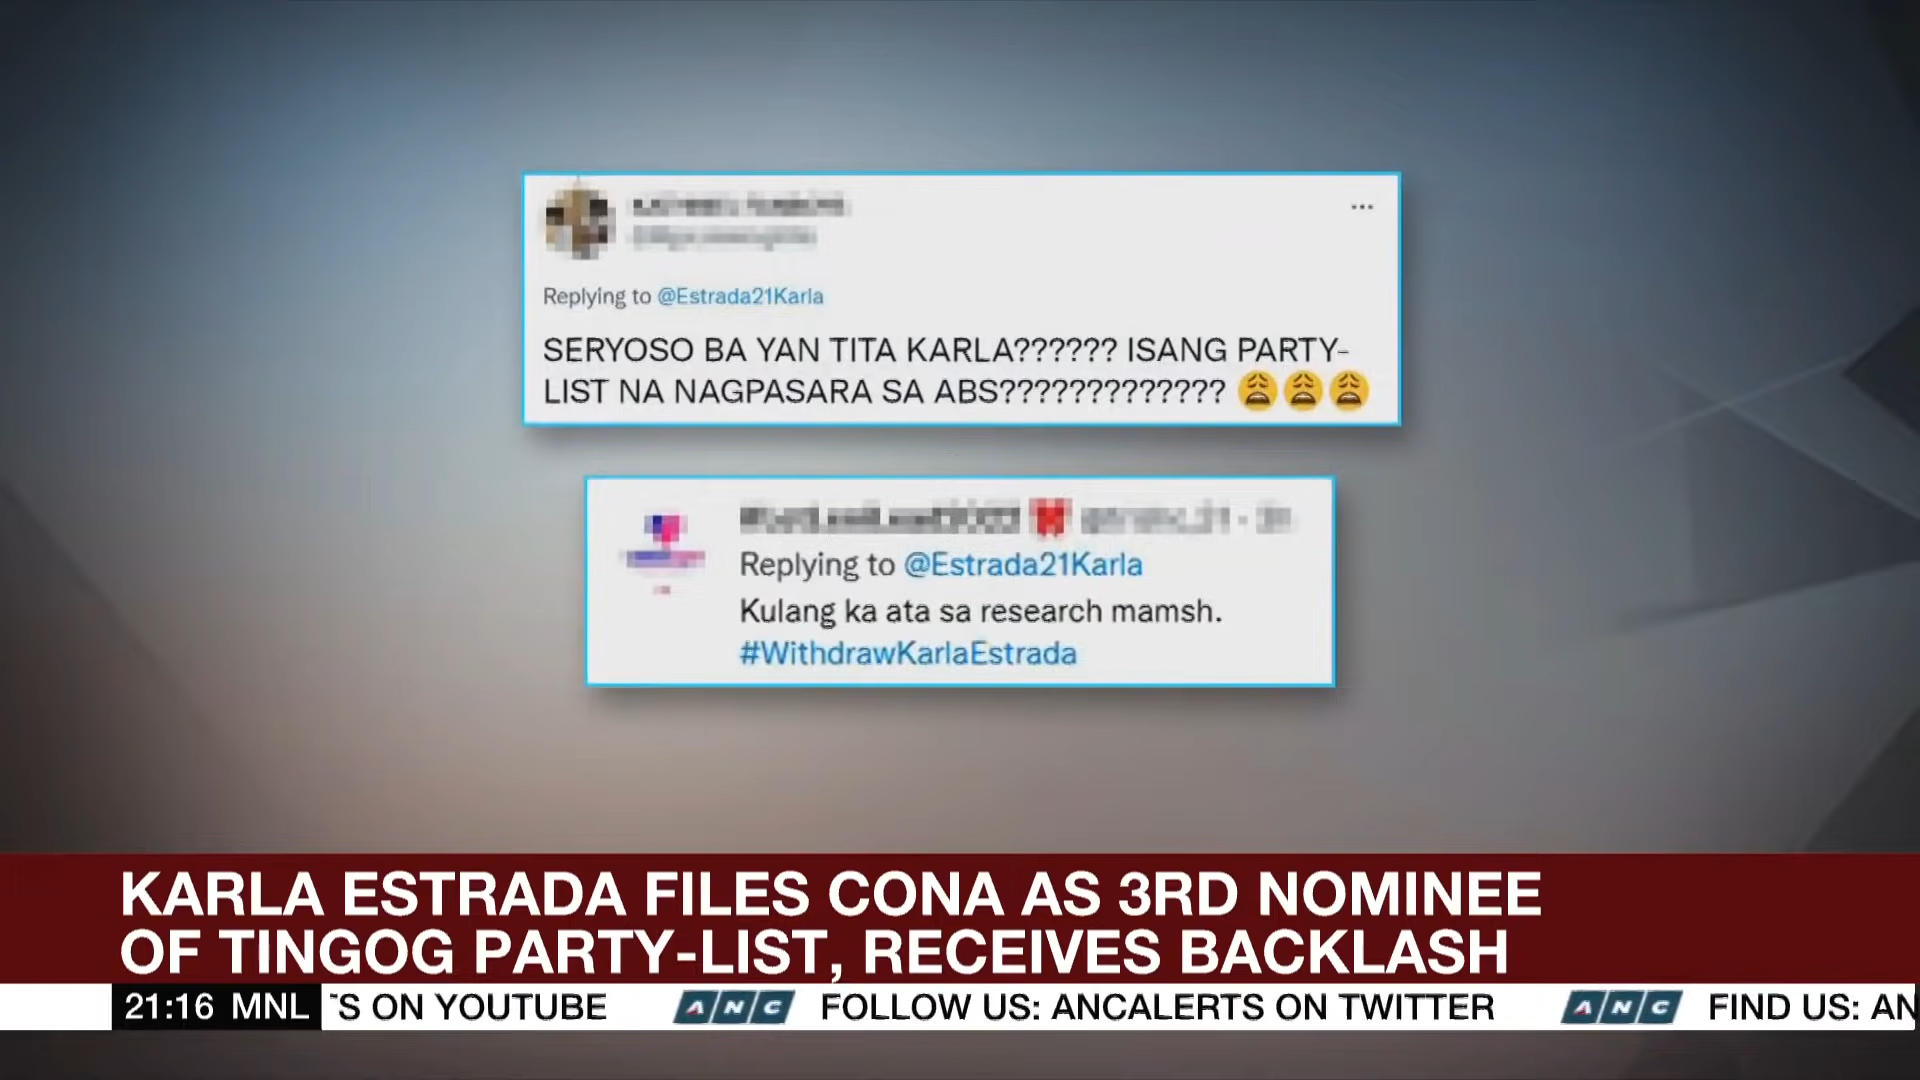 ...
Replying to @Estrada21Karla
SERYOSO BA YAN TITA KARLA?????? ISANG PARTY-
LIST NA NAGPASARA SA ABS????????????? 😩😩😩
Replying to @Estrada21Karla
Kulang ka ata sa research mamsh.
#WithdrawKarlaEstrada
KARLA ESTRADA FILES CONA AS 3RD NOMINEE
OF TINGOG PARTY-LIST, RECEIVES BACKLASH
21:16 MNL 'S ON YOUTUBE ANC FOLLOW US: ANCALERTS ON TWITTER ANC FIND US: AN